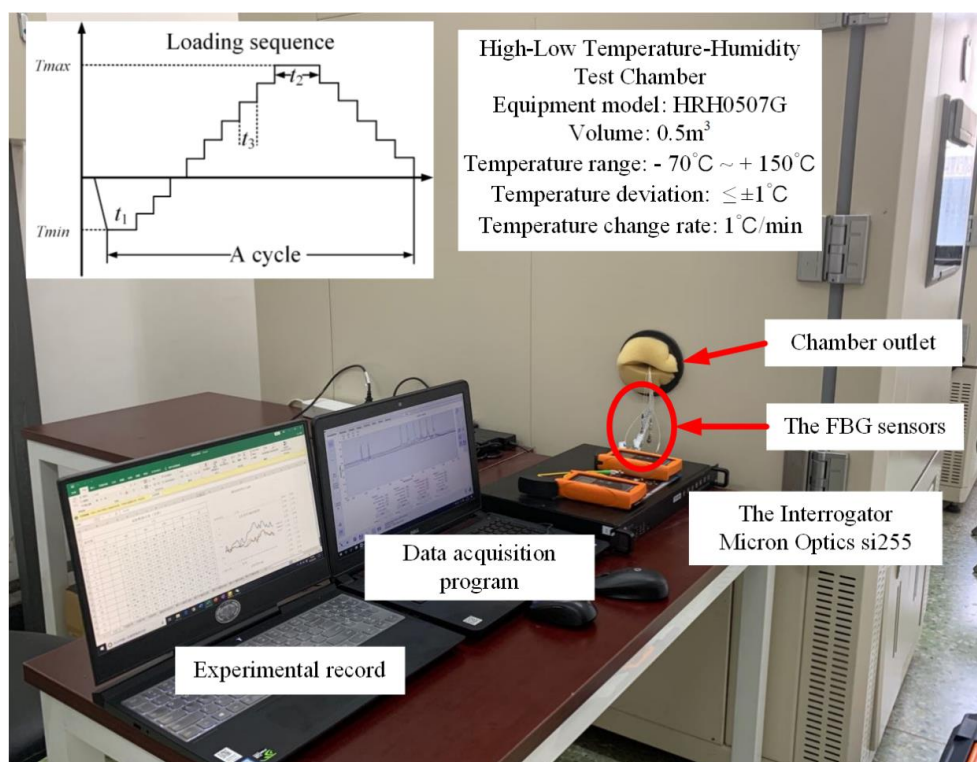 Loading sequence
Tmax
t2
t3
t1
Tmin
A cycle
High-Low Temperature-Humidity
Test Chamber
Equipment model: HRH0507G
Volume: 0.5m³
Temperature range: - 70℃ ~ + 150℃
Temperature deviation: ≤±1℃
Temperature change rate: 1℃/min
Chamber outlet
The FBG sensors
The Interrogator
Micron Optics si255
Data acquisition
program
Experimental record